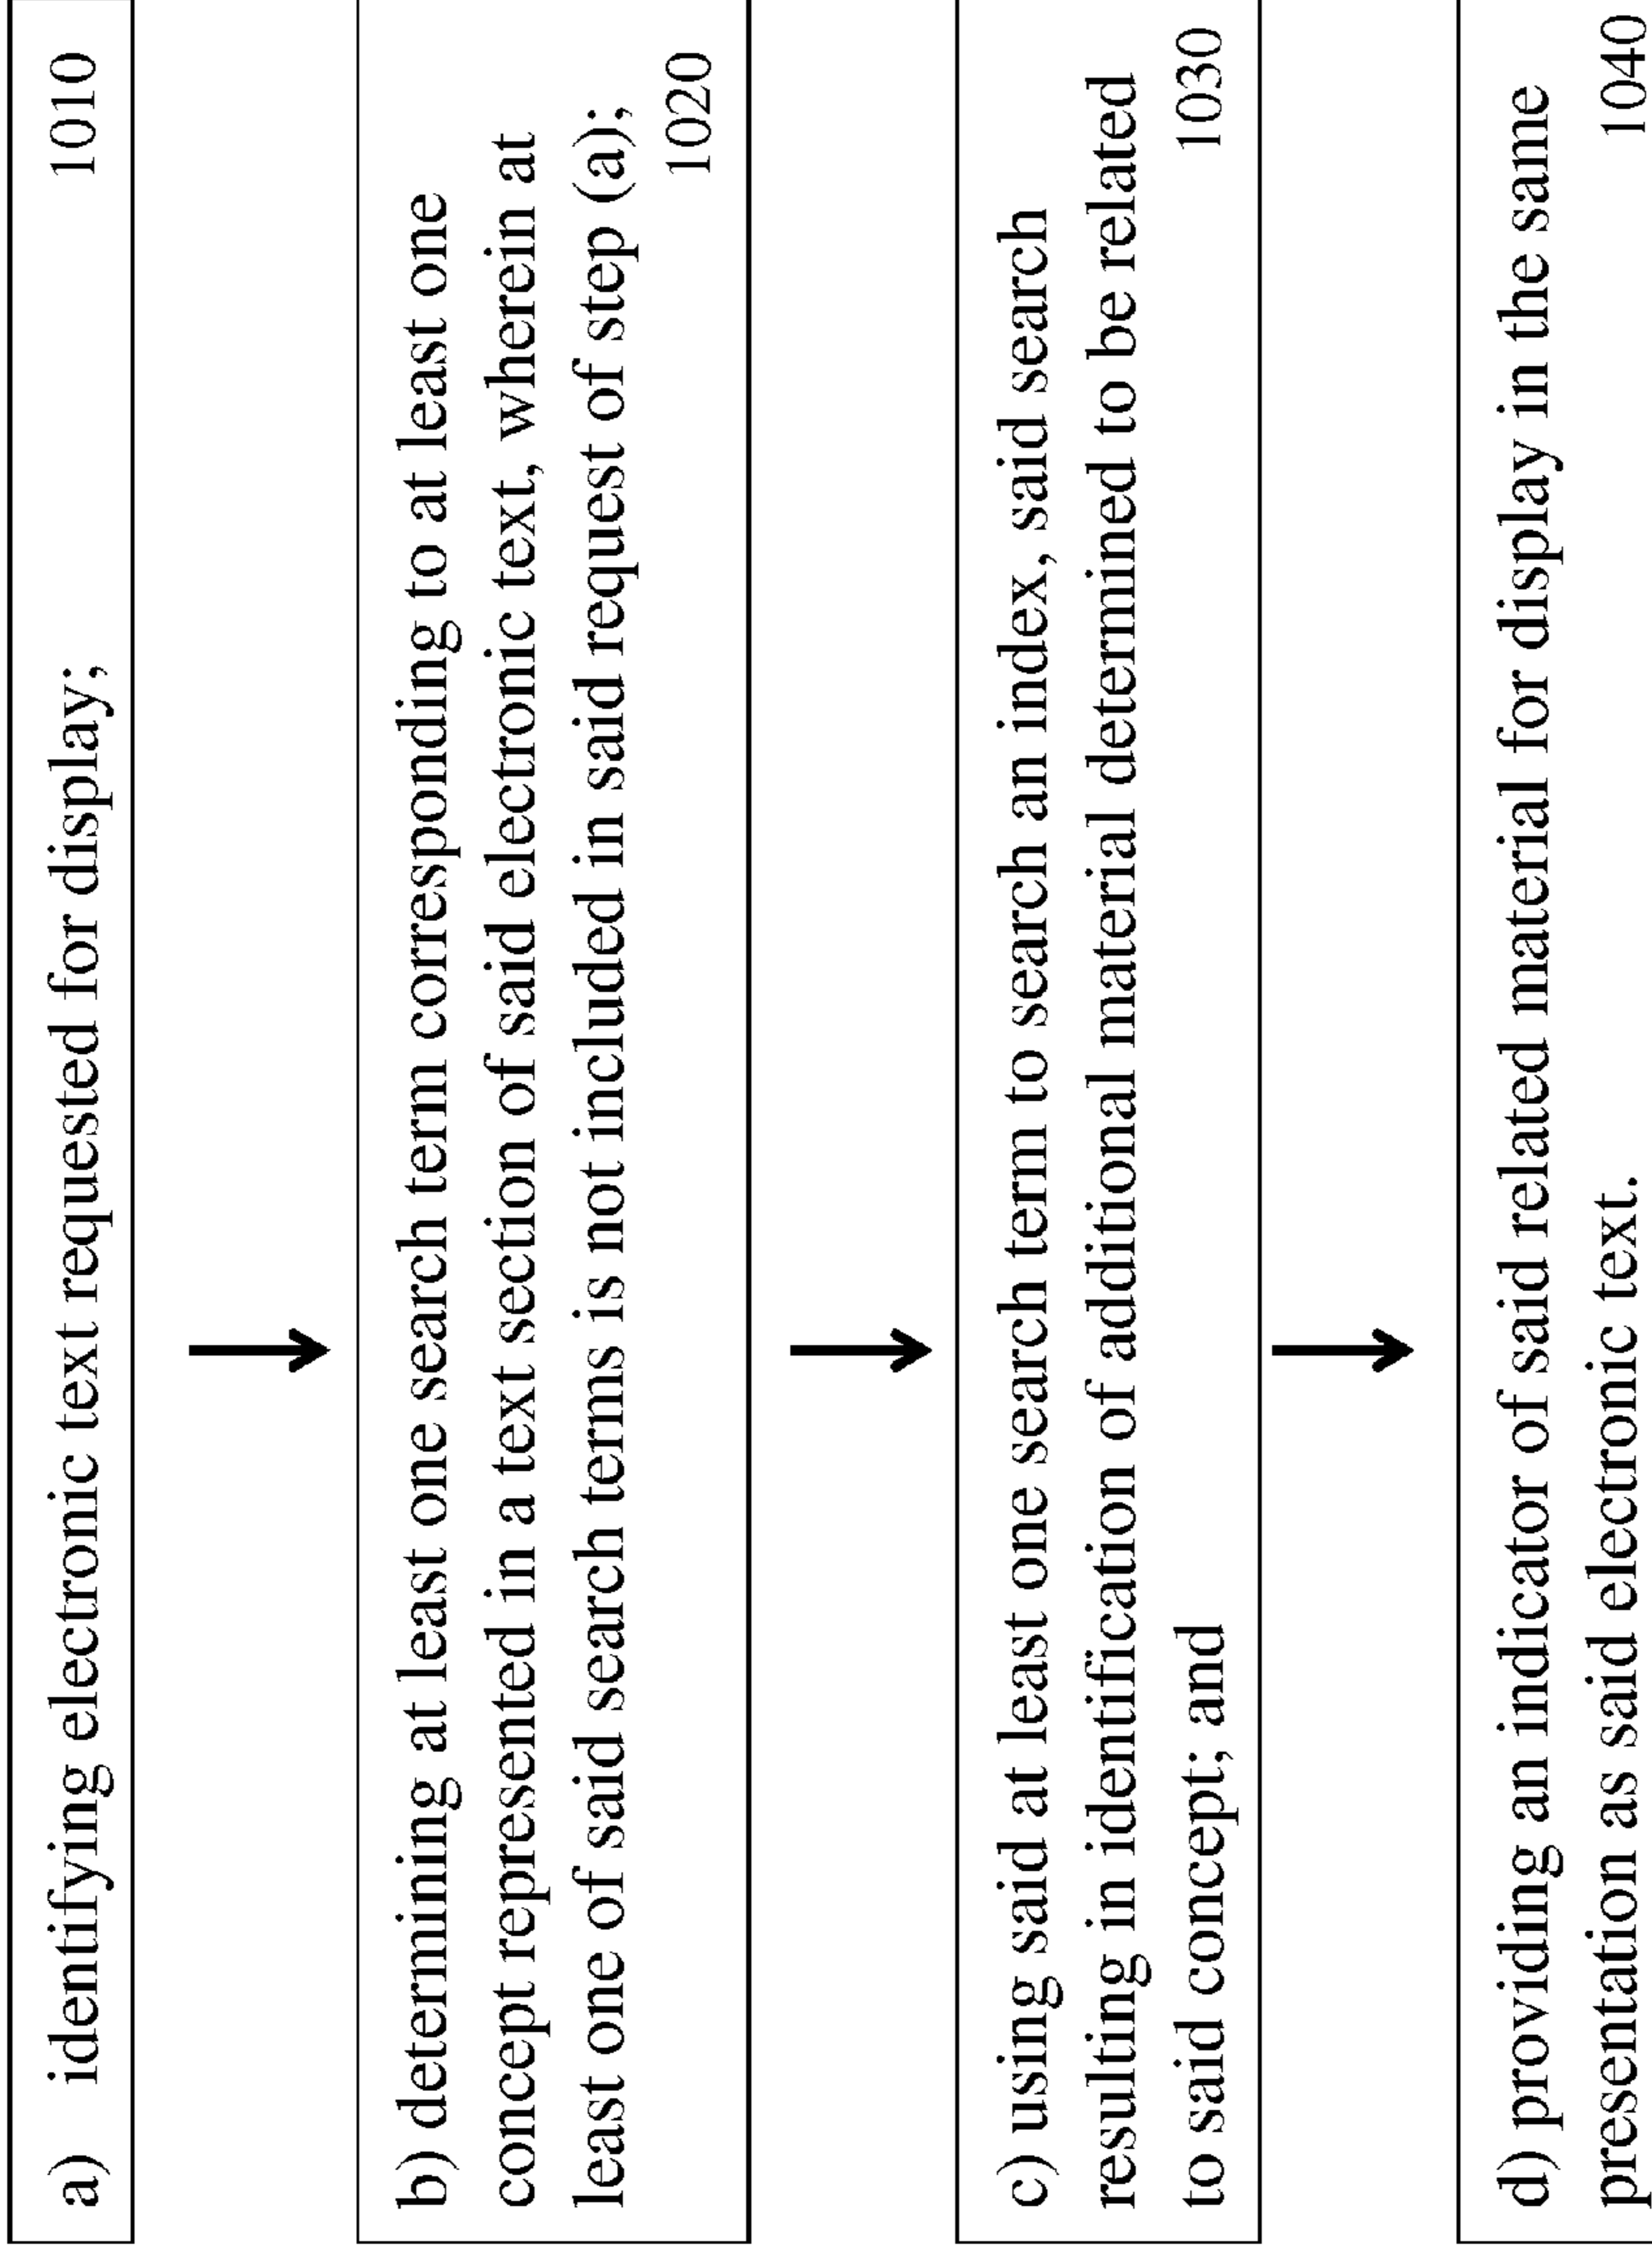 a) identifying electronic text requested for display;
1010
b) determining at least one search term corresponding to at least one
concept represented in a text section of said electronic text, wherein at
least one of said search terms is not included in said request of step (a);
1020
c) using said at least one search term to search an index, said search
resulting in identification of additional material determined to be related
to said concept; and
1030
d) providing an indicator of said related material for display in the same
presentation as said electronic text.
1040